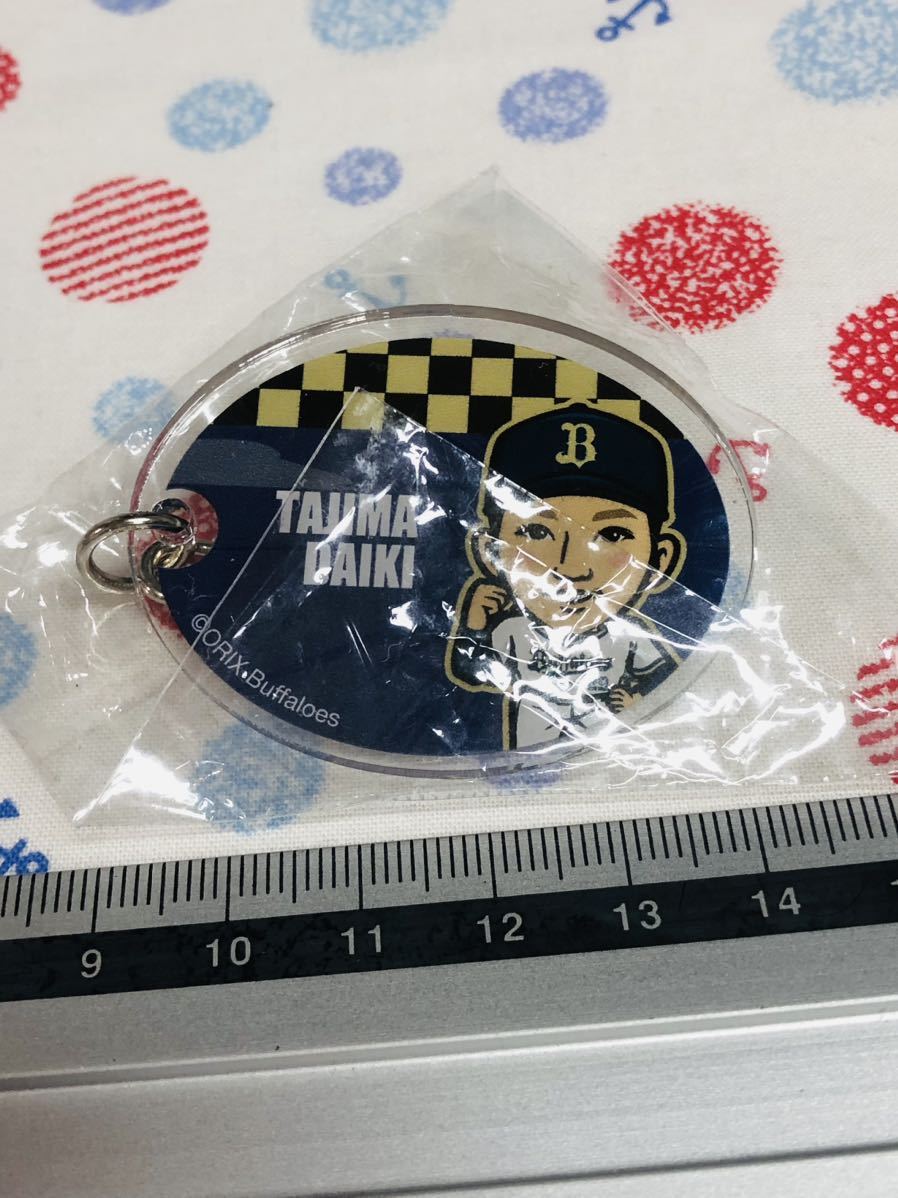 B
TAJIMA
DAIKI
©ORIX.Buffaloes
9 10 11 12 13 14